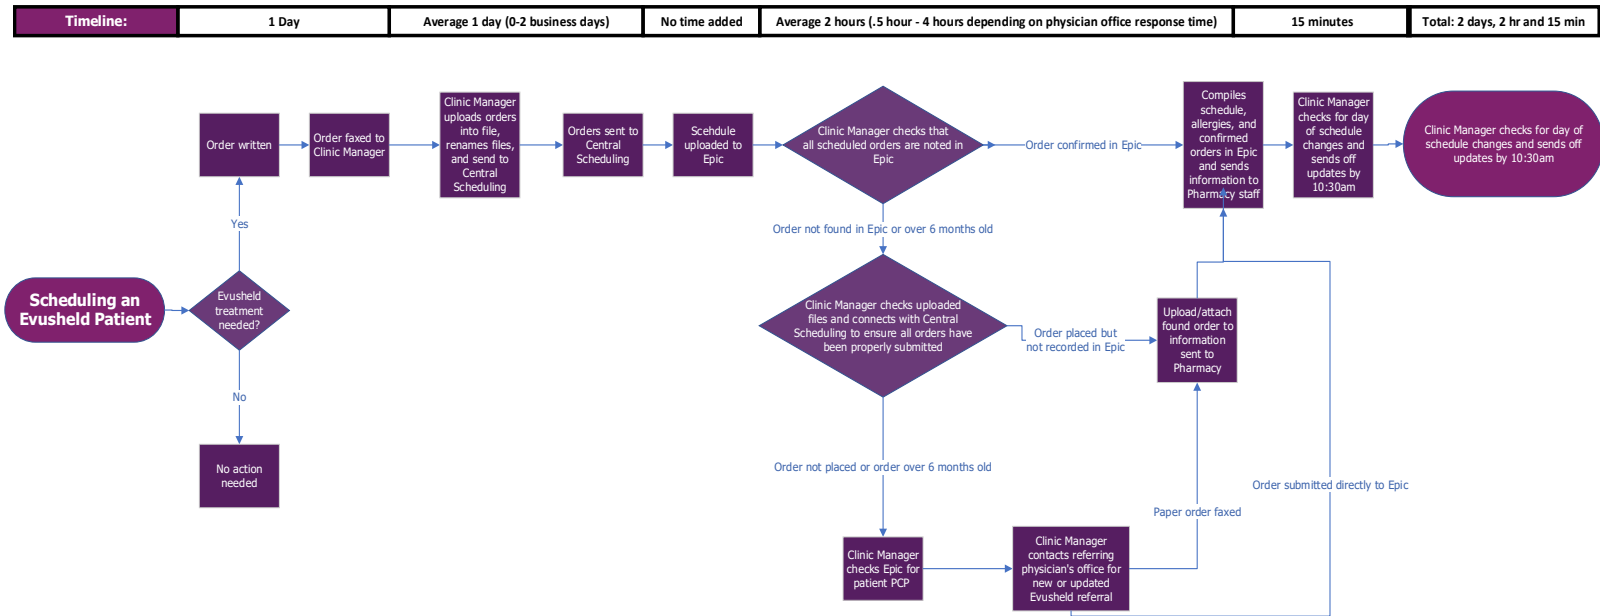 Timeline:
1 Day
Average 1 day (0-2 business days)
No time added
Average 2 hours (.5 hour - 4 hours depending on physician office response time)
15 minutes
Total: 2 days, 2 hr and 15 min
Scheduling an
Evusheld Patient
Evusheld
treatment
needed?
Yes
No
No action
needed
Order written
Order faxed to
Clinic Manager
Clinic Manager
uploads orders
into file,
renames files,
and send to
Central
Scheduling
Orders sent to
Central
Scheduling
Scehdule
uploaded to
Epic
Clinic Manager checks that
all scheduled orders are noted in
Epic
Order confirmed in Epic
Order not found in Epic or over 6 months old
Clinic Manager checks uploaded
files and connects with Central
Scheduling to ensure all orders have
been properly submitted
Order placed but
not recorded in Epic
Order not placed or order over 6 months old
Clinic Manager
checks Epic for
patient PCP
Clinic Manager
contacts referring
physician's office for
new or updated
Evusheld referral
Paper order faxed
Order submitted directly to Epic
Upload/attach
found order to
information
sent to
Pharmacy
Compiles
schedule,
allergies, and
confirmed
orders in Epic
and sends
information to
Pharmacy staff
Clinic Manager
checks for day
of schedule
changes and
sends off
updates by
10:30am
Clinic Manager checks for day of
schedule changes and sends off
updates by 10:30am